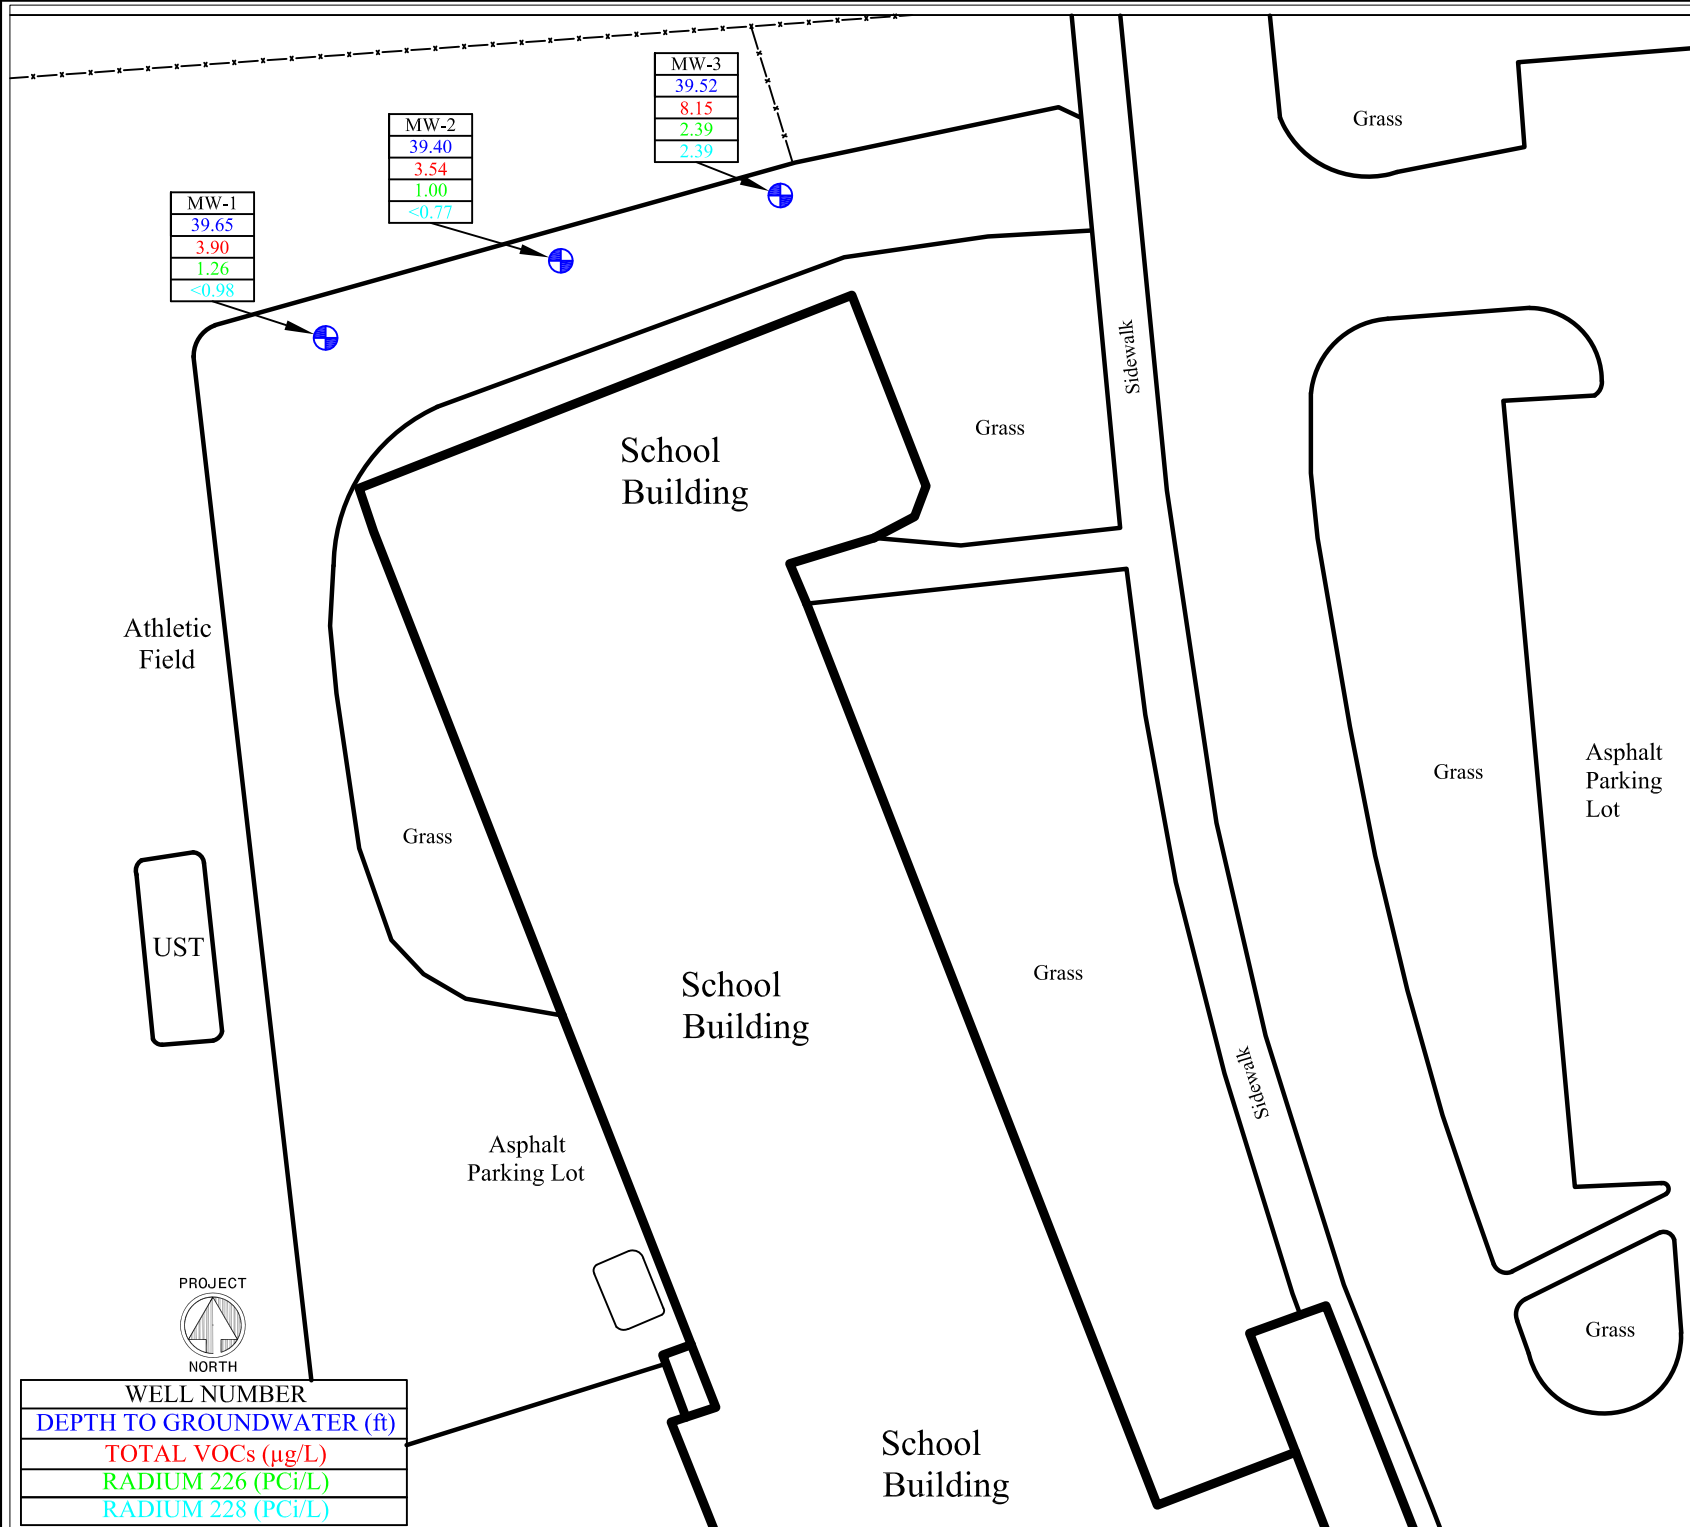 MW-3
39.52
8.15
2.39
2.39
MW-2
39.40
3.54
1.00
<0.77
MW-1
39.65
3.90
1.26
<0.98
Grass
Sidewalk
Grass
School
Building
Athletic
Field
Asphalt
Parking
Lot
Grass
Grass
UST
School
Building
Grass
Sidewalk
Asphalt
Parking Lot
PROJECT
NORTH
Grass
WELL NUMBER
DEPTH TO GROUNDWATER (ft)
TOTAL VOCs (µg/L)
RADIUM 226 (PCi/L)
RADIUM 228 (PCi/L)
School
Building